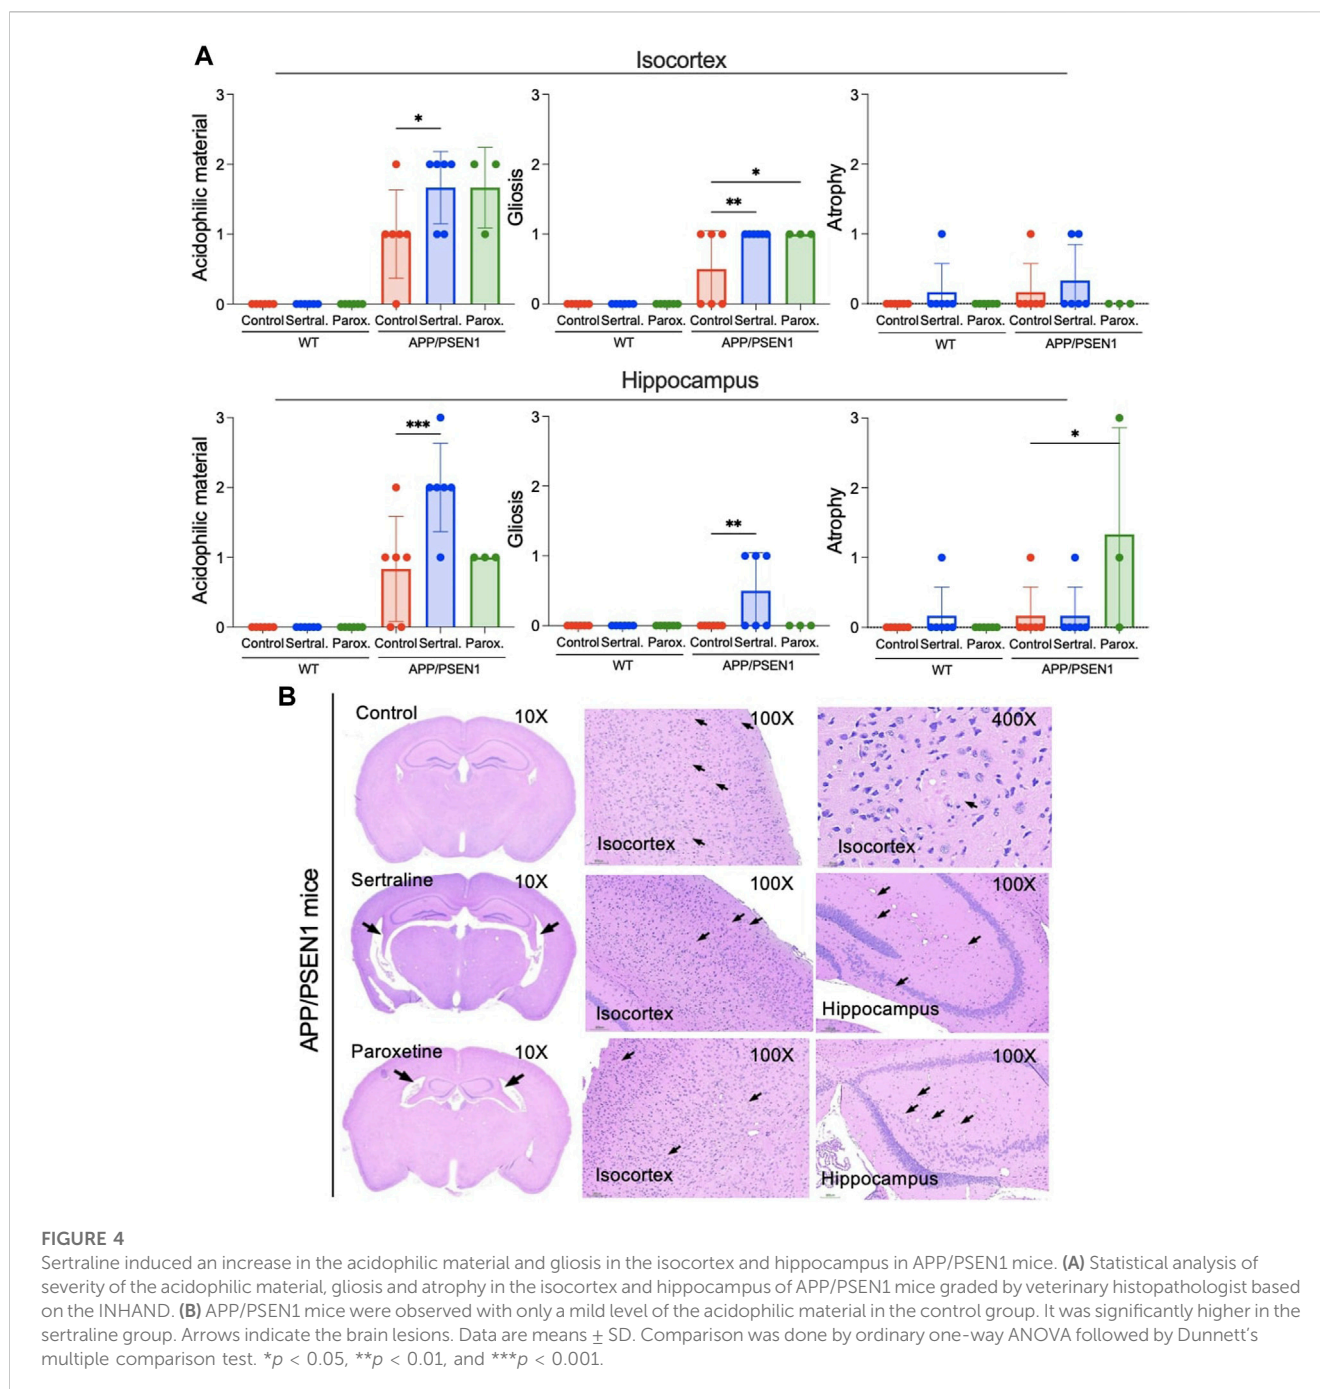 A
Isocortex
Acidophilic material
3
2
1
0
*
Control Sertral. Parox. Control Sertral. Parox.
WT APP/PSEN1
Gliosis
3
2
1
0
**
*
Control Sertral. Parox. Control Sertral. Parox.
WT APP/PSEN1
Atrophy
3
2
1
0
Control Sertral. Parox. Control Sertral. Parox.
WT APP/PSEN1
Hippocampus
Acidophilic material
3
2
1
0
***
Control Sertral. Parox. Control Sertral. Parox.
WT APP/PSEN1
Gliosis
3
2
1
0
**
Control Sertral. Parox. Control Sertral. Parox.
WT APP/PSEN1
Atrophy
3
2
1
0
*
Control Sertral. Parox. Control Sertral. Parox.
WT APP/PSEN1
B
APP/PSEN1 mice
Control 10X
100X
Isocortex
400X
Isocortex
Sertraline 10X
100X
Isocortex
100X
Hippocampus
Paroxetine 10X
100X
Isocortex
100X
Hippocampus
FIGURE 4
Sertraline induced an increase in the acidophilic material and gliosis in the isocortex and hippocampus in APP/PSEN1 mice. (A) Statistical analysis of
severity of the acidophilic material, gliosis and atrophy in the isocortex and hippocampus of APP/PSEN1 mice graded by veterinary histopathologist based
on the INHAND. (B) APP/PSEN1 mice were observed with only a mild level of the acidophilic material in the control group. It was significantly higher in the
sertraline group. Arrows indicate the brain lesions. Data are means ± SD. Comparison was done by ordinary one-way ANOVA followed by Dunnett’s
multiple comparison test. *p < 0.05, **p < 0.01, and ***p < 0.001.